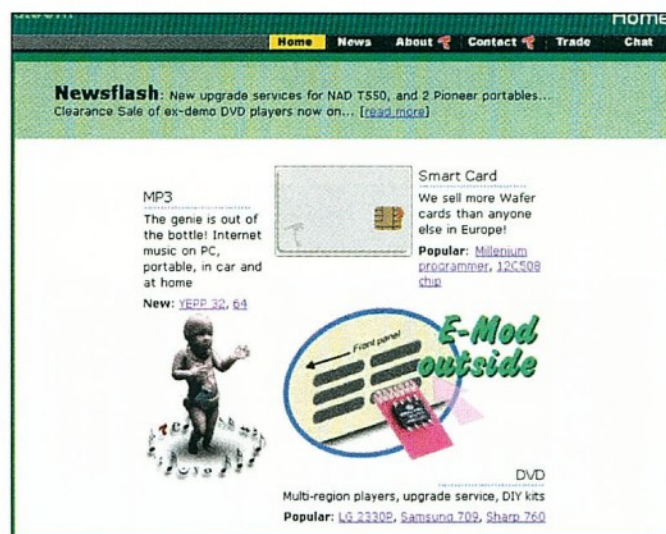 Home
Home News About Contact Trade Chat
Newsflash: New upgrade services for NAD T550, and 2 Pioneer portables...
Clearance Sale of ex-demo DVD players now on... [read more]
MP3
The genie is out of
the bottle! Internet
music on PC,
portable, in car and
at home
New: YEPP 32, 64
Smart Card
We sell more Wafer
cards than anyone
else in Europe!
Popular: Millenium
programmer, 12C508
chip
Front panel
E-Mod
outside
DVD
Multi-region players, upgrade service, DIY kits
Popular: LG 2330P, Samsung 709, Sharp 760